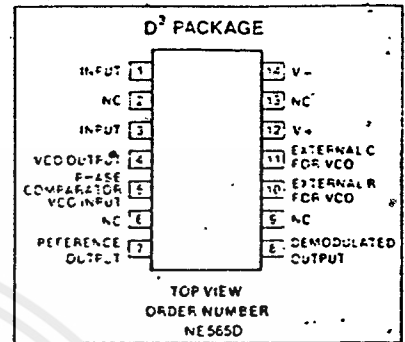 D³ PACKAGE
INPUT 1
NC 2
INPUT 3
VCO OUTPUT 4
PHASE
COMPARATOR 5
VCO INPUT
NC 6
REFERENCE 7
OUTPUT
14 V-
13 NC
12 V+
11 EXTERNAL C
FOR VCO
10 EXTERNAL R
FOR VCO
9 NC
8 DEMODULATED
OUTPUT
TOP VIEW
ORDER NUMBER
NE565D